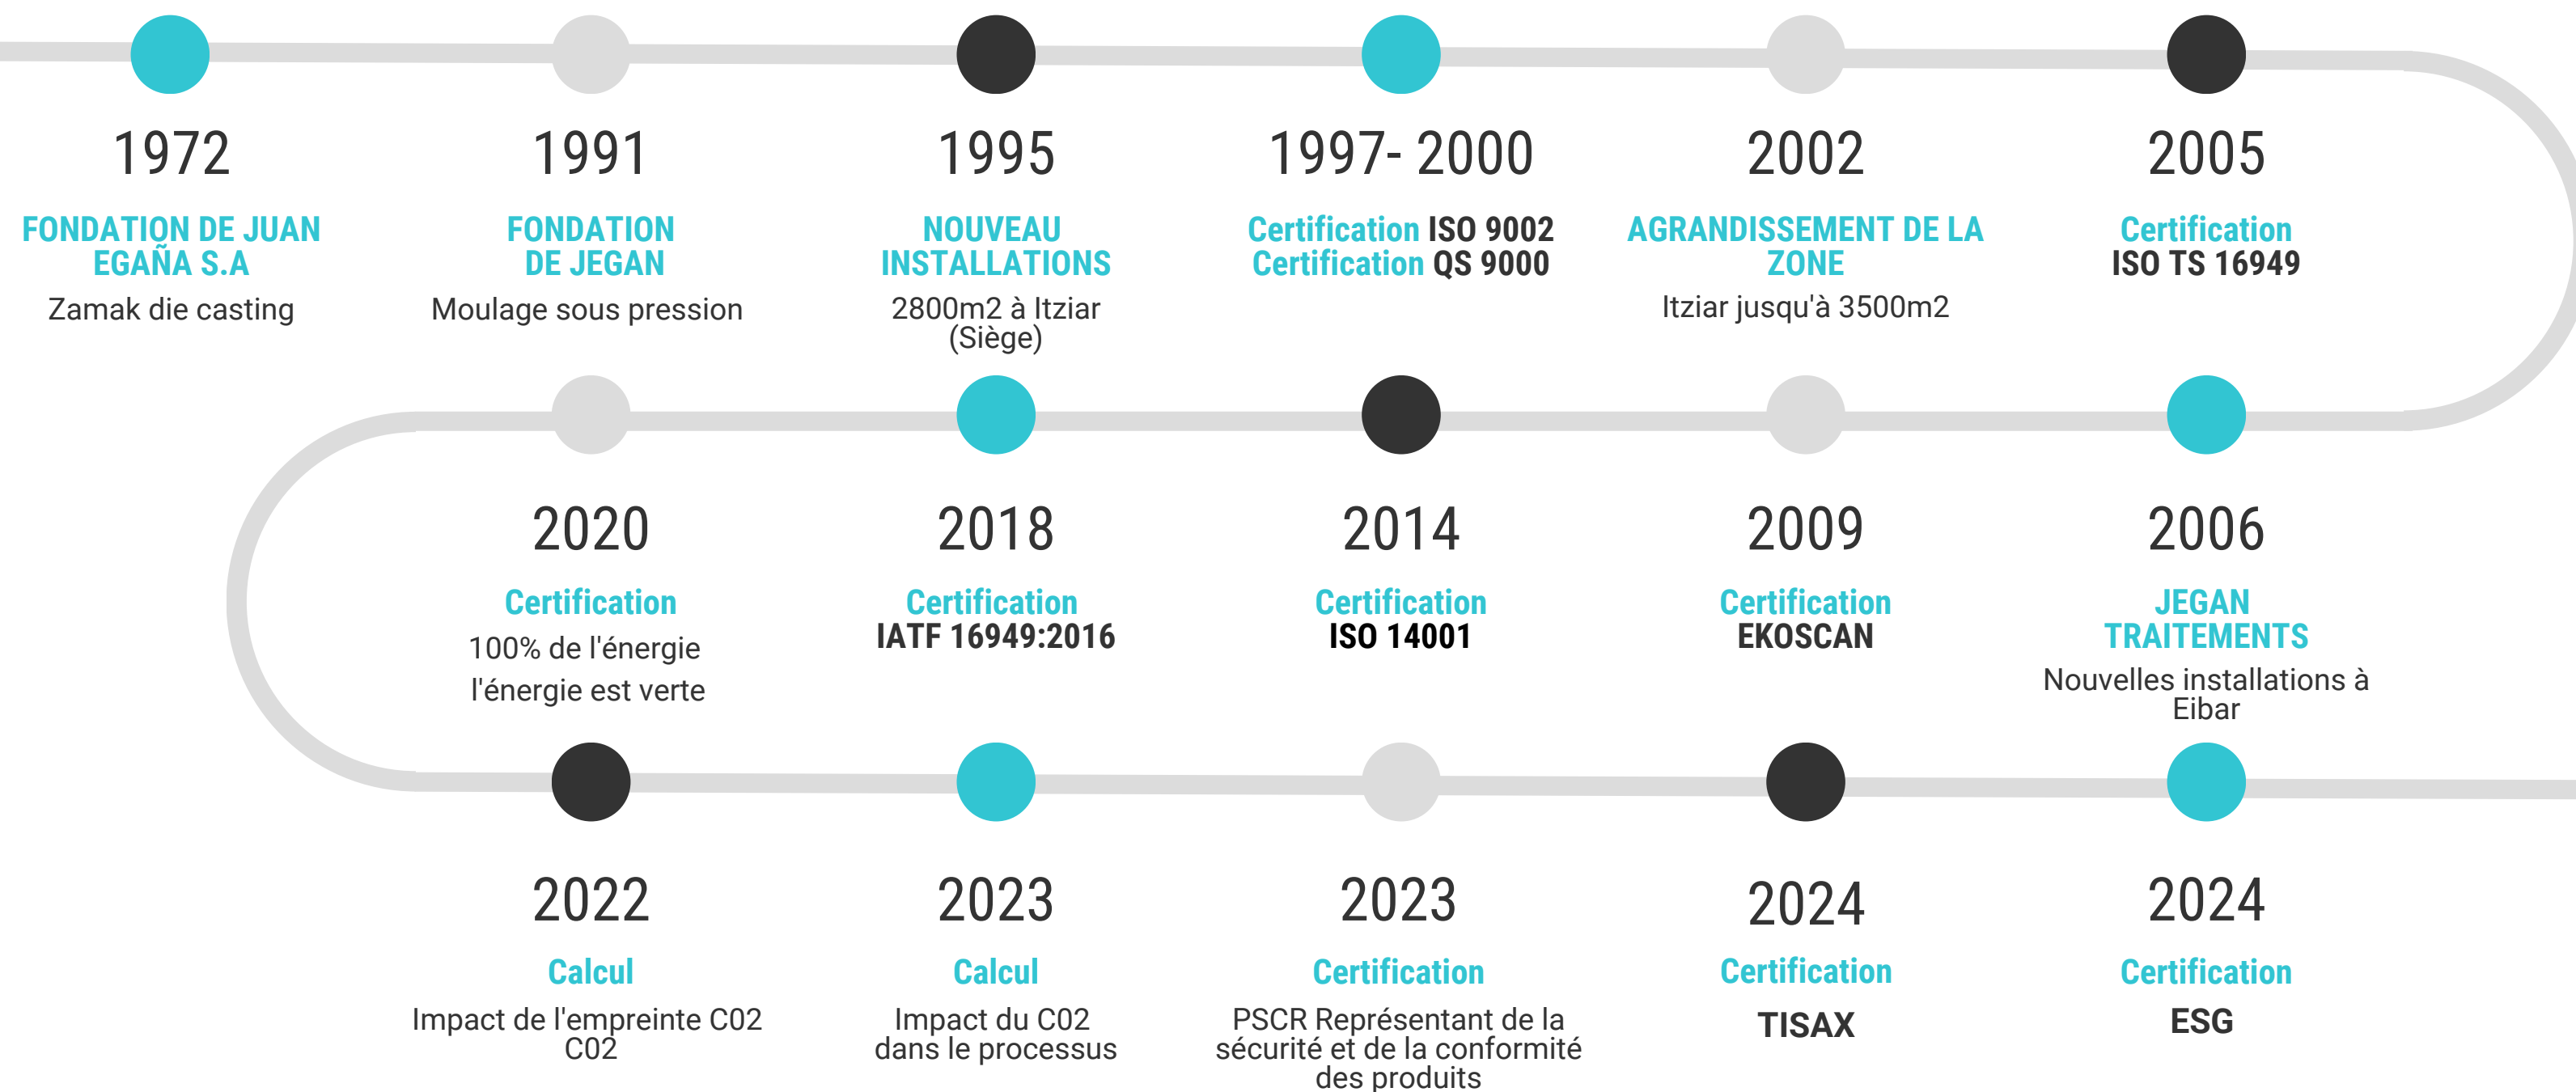 1972
FONDATION DE JUAN
EGAÑA S.A
Zamak die casting
1991
FONDATION
DE JEGAN
Moulage sous pression
1995
NOUVEAU
INSTALLATIONS
2800m2 à Itziar
(Siège)
1997- 2000
Certification ISO 9002
Certification QS 9000
2002
AGRANDISSEMENT DE LA
ZONE
Itziar jusqu'à 3500m2
2005
Certification
ISO TS 16949
2020
Certification
100% de l'énergie
l'énergie est verte
2018
Certification
IATF 16949:2016
2014
Certification
ISO 14001
2009
Certification
EKOSCAN
2006
JEGAN
TRAITEMENTS
Nouvelles installations à
Eibar
2022
Calcul
Impact de l'empreinte C02
C02
2023
Calcul
Impact du C02
dans le processus
2023
Certification
PSCR Représentant de la
sécurité et de la conformité
des produits
2024
Certification
TISAX
2024
Certification
ESG